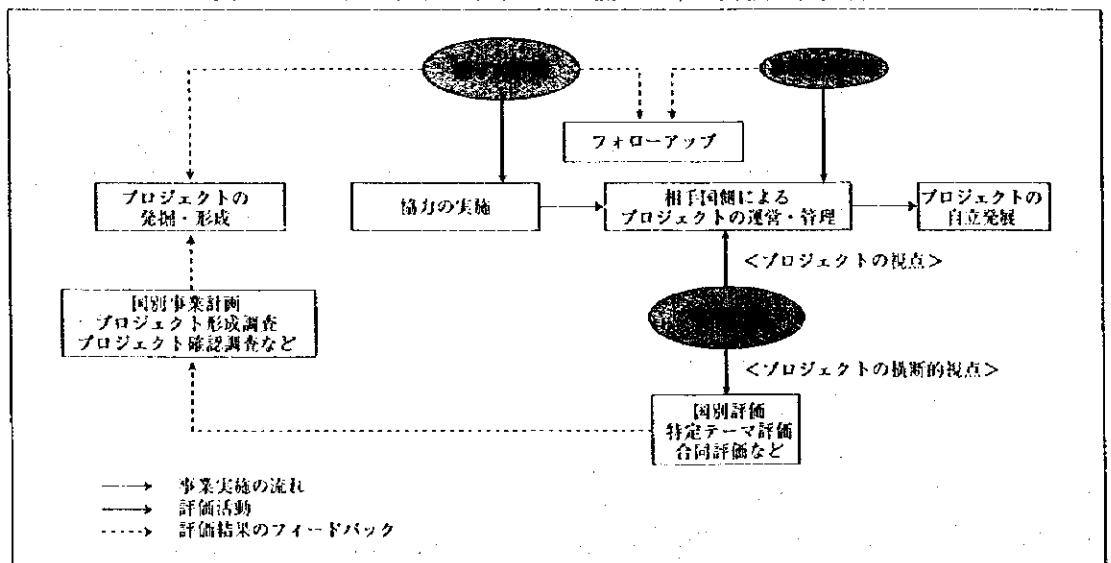 フォローアップ
プロジェクトの
発掘・形成
協力の実施
相手国側による
プロジェクトの運営・管理
プロジェクトの
自立発展
<プロジェクトの視点>
国別事業計画
プロジェクト形成調査
プロジェクト確認調査など
<プロジェクトの横断的視点>
国別評価
特定テーマ評価
合同評価など
事業実施の流れ
評価活動
評価結果のフィードバック